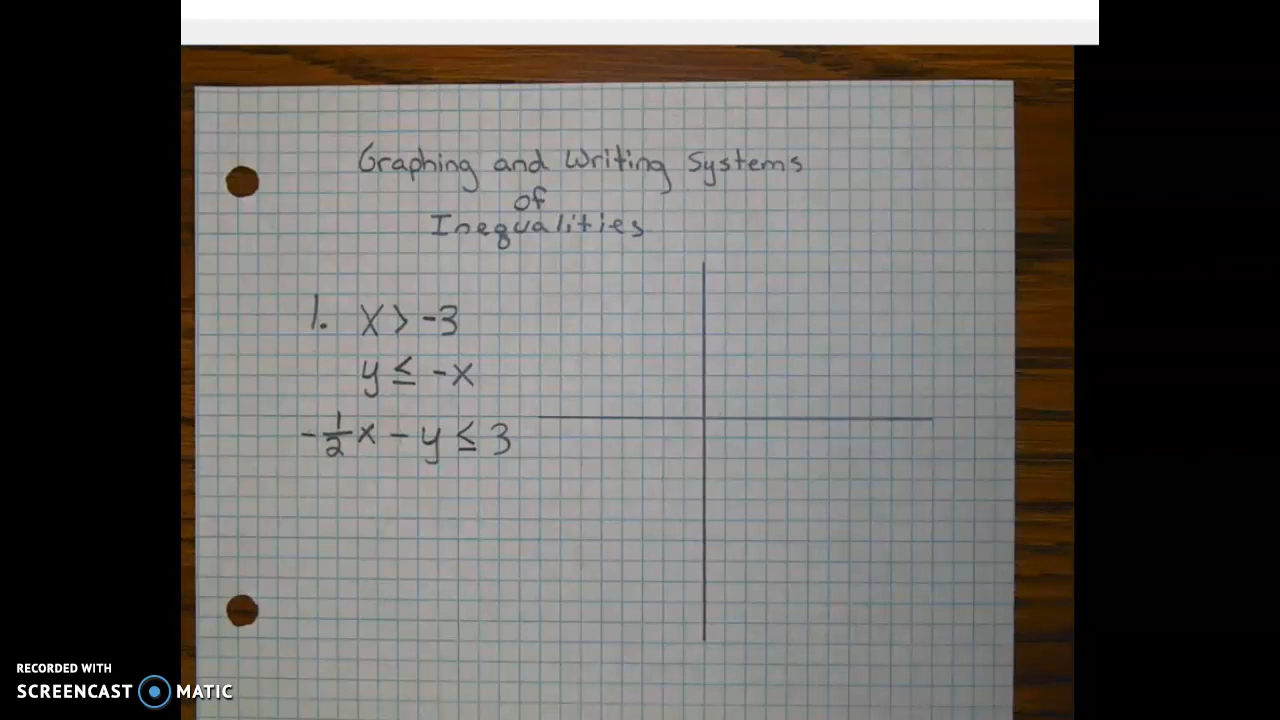 Graphing and Writing Systems
of
Inequalities
1. x > -3
y ≤ -x
-1/2x - y ≤ 3
RECORDED WITH
SCREENCAST MATIC